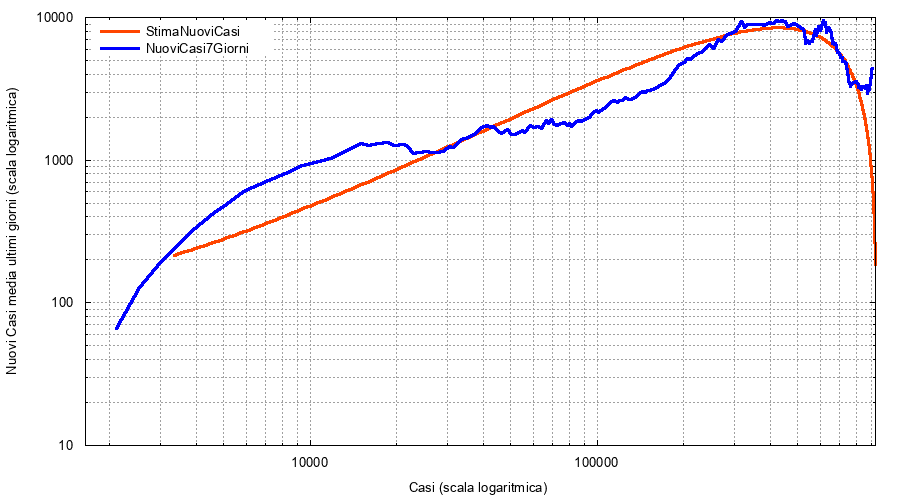 StimaNuoviCasi
NuoviCasi7Giorni
10000
1000
100
10
Nuovi Casi media ultimi giorni (scala logaritmica)
10000
100000
Casi (scala logaritmica)